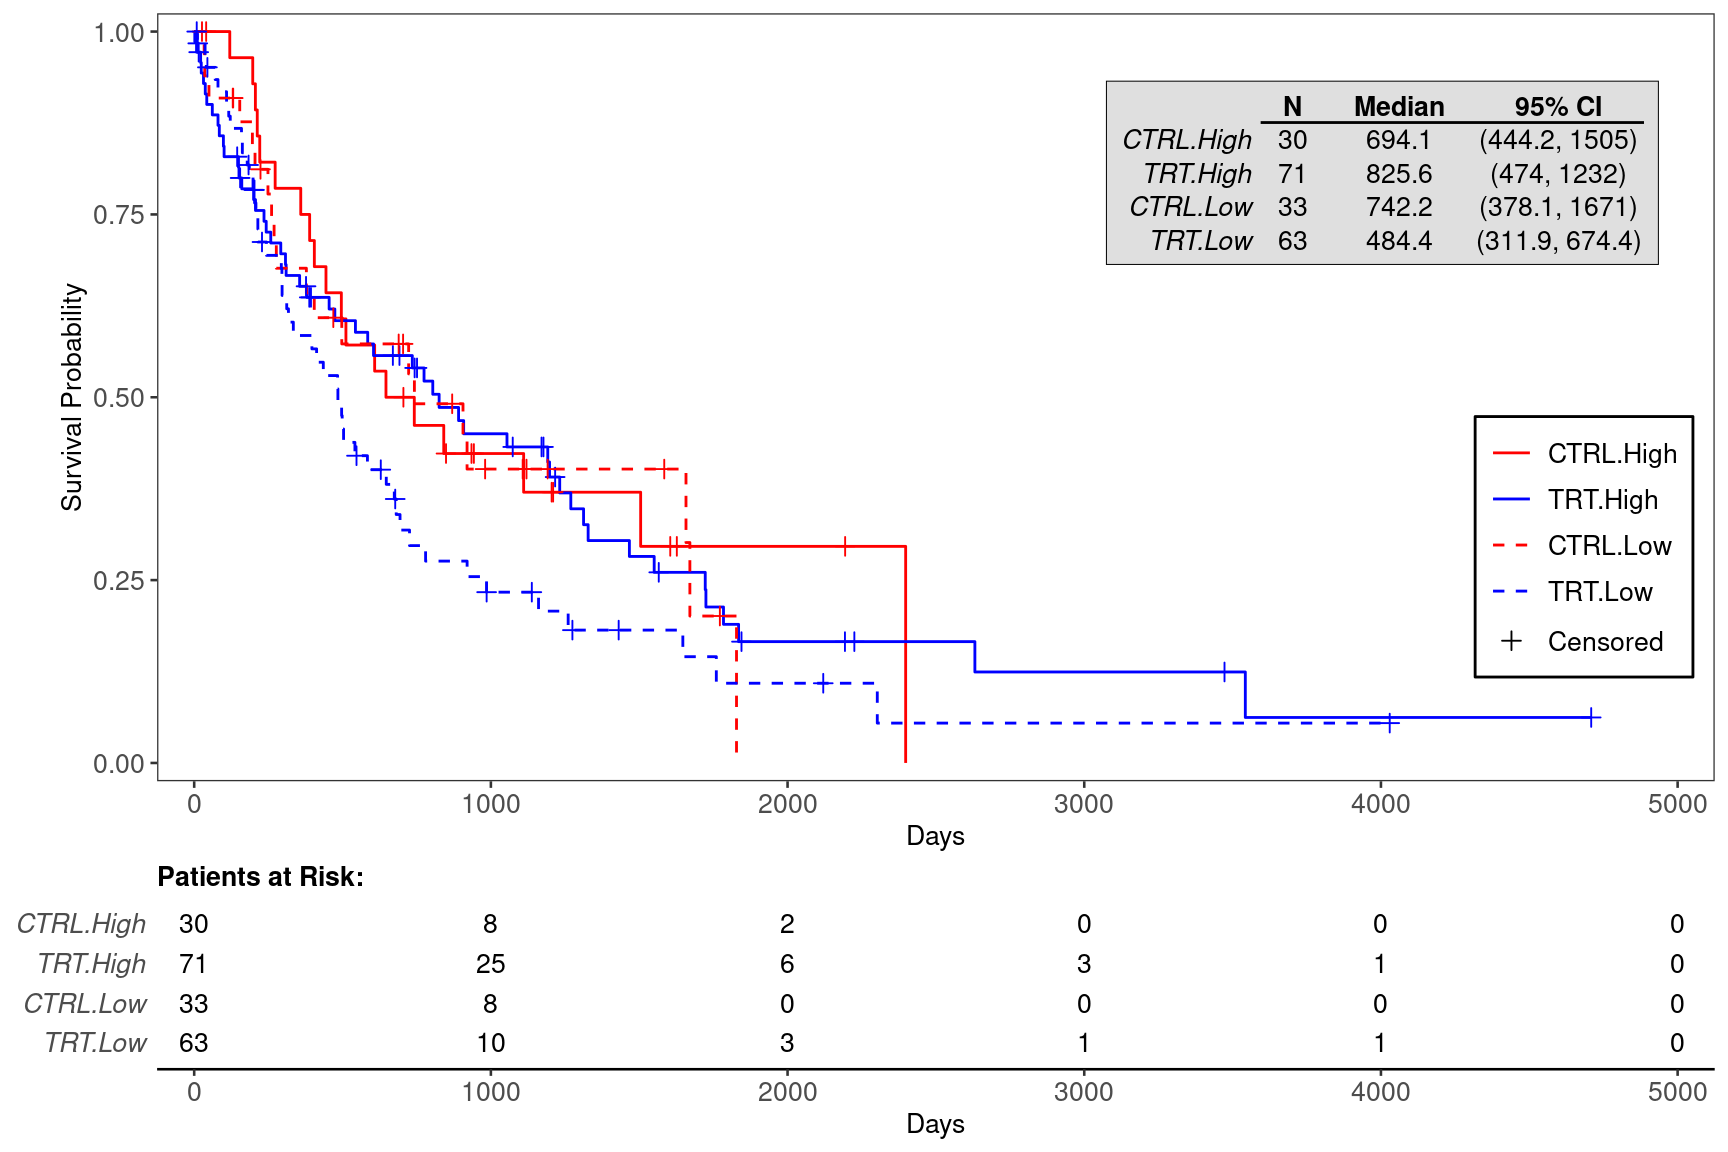 1.00
0.75
0.50
0.25
0.00
Survival Probability
N Median 95% CI
CTRL.High 30 694.1 (444.2, 1505)
TRT.High 71 825.6 (474, 1232)
CTRL.Low 33 742.2 (378.1, 1671)
TRT.Low 63 484.4 (311.9, 674.4)
CTRL.High
TRT.High
CTRL.Low
TRT.Low
Censored
0 1000 2000 3000 4000 5000
Days
Patients at Risk:
CTRL.High 30 8 2 0 0 0
TRT.High 71 25 6 3 1 0
CTRL.Low 33 8 0 0 0 0
TRT.Low 63 10 3 1 1 0
0 1000 2000 3000 4000 5000
Days